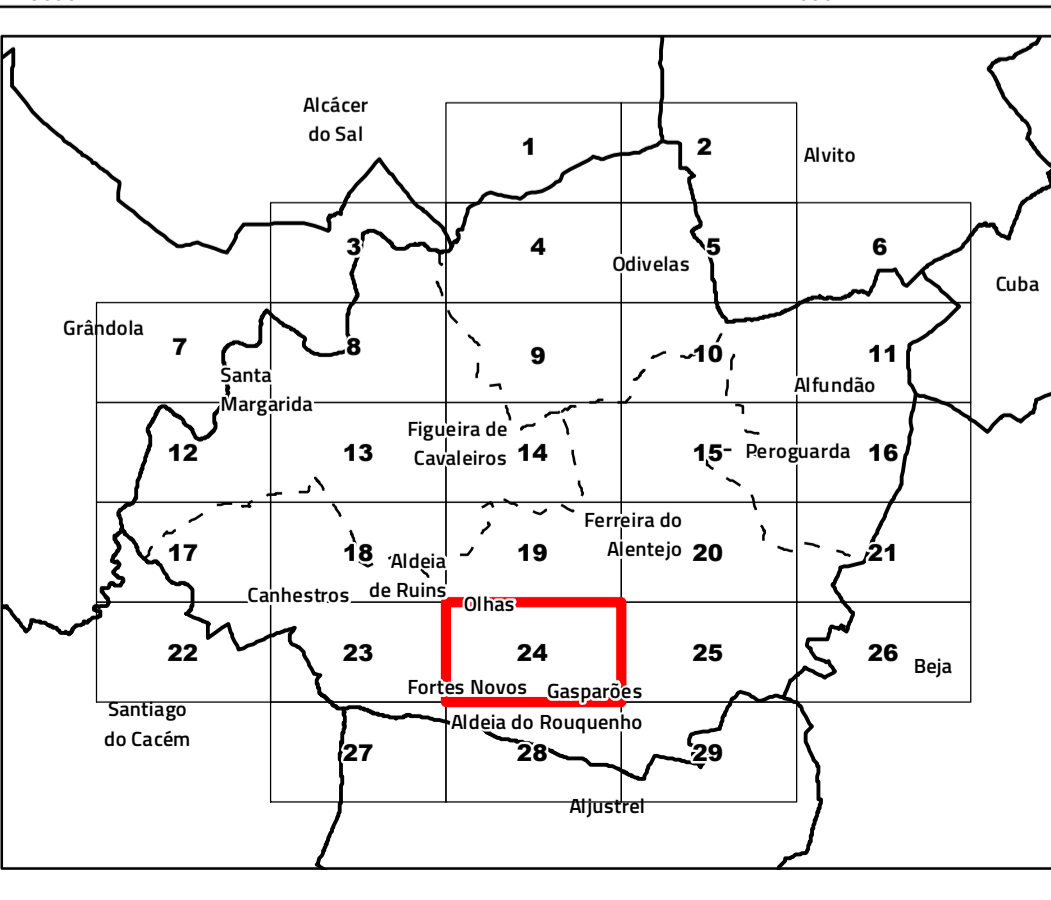 Alcácer
do Sal
1
2
Alvito
3
4
5
6
Odivelas
Cuba
Grândola
7
8
9
10
11
Santa
Margarida
Alfundão
Figueira de
Cavaleiros
12
13
14
15
Peroguarda
16
Ferreira do
Alentejo
17
18
Aldeia
de Ruins
19
20
21
Canhestros
Olhas
22
23
24
25
26
Beja
Fortes Novos
Gasparões
Santiago
do Cacém
Aldeia do Rouquenho
27
28
29
Aljustrel